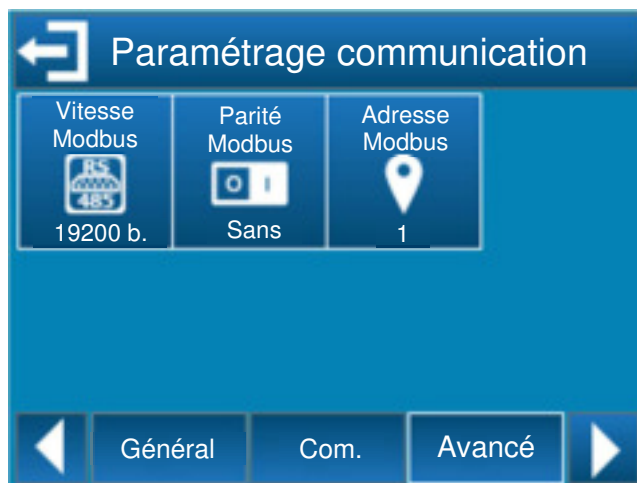 Paramétrage communication
Vitesse
Modbus
RS
485
19200 b.
Parité
Modbus
O I
Sans
Adresse
Modbus
1
Général
Com.
Avancé